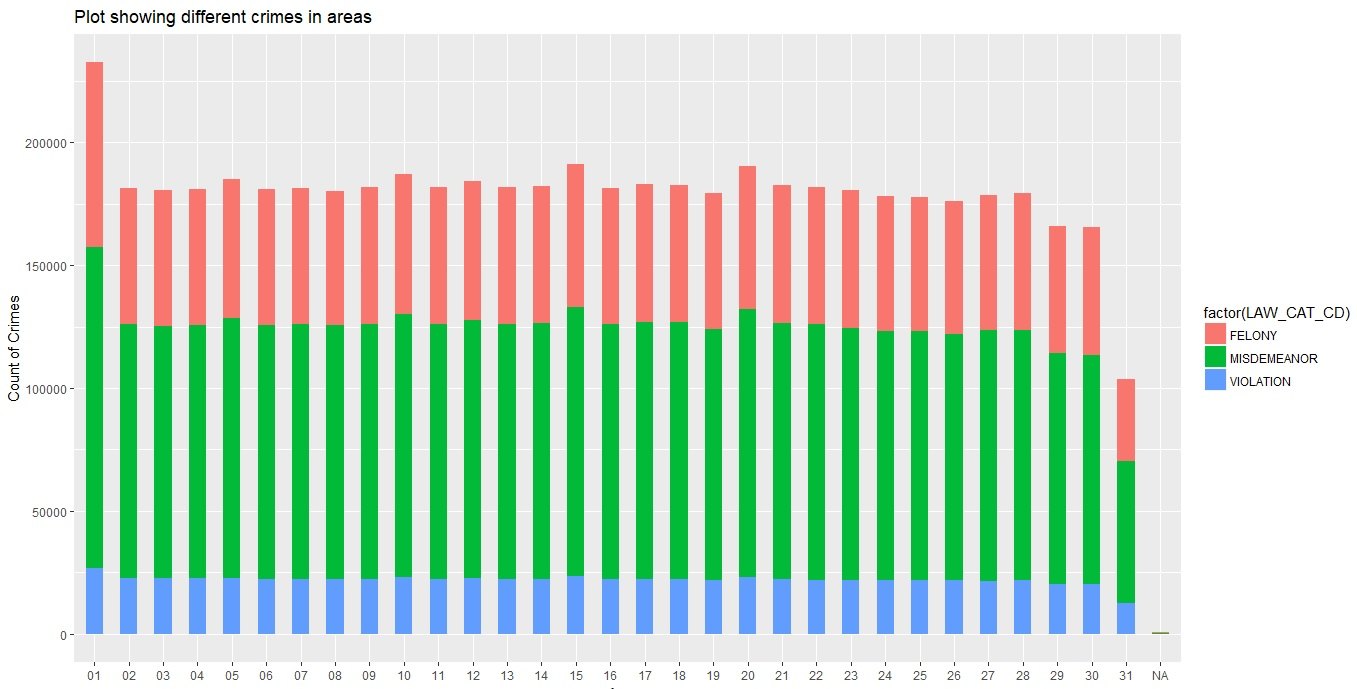 Plot showing different crimes in areas
Count of Crimes
200000
150000
100000
50000
0
01 02 03 04 05 06 07 08 09 10 11 12 13 14 15 16 17 18 19 20 21 22 23 24 25 26 27 28 29 30 31 NA
factor(LAW_CAT_CD)
FELONY
MISDEMEANOR
VIOLATION